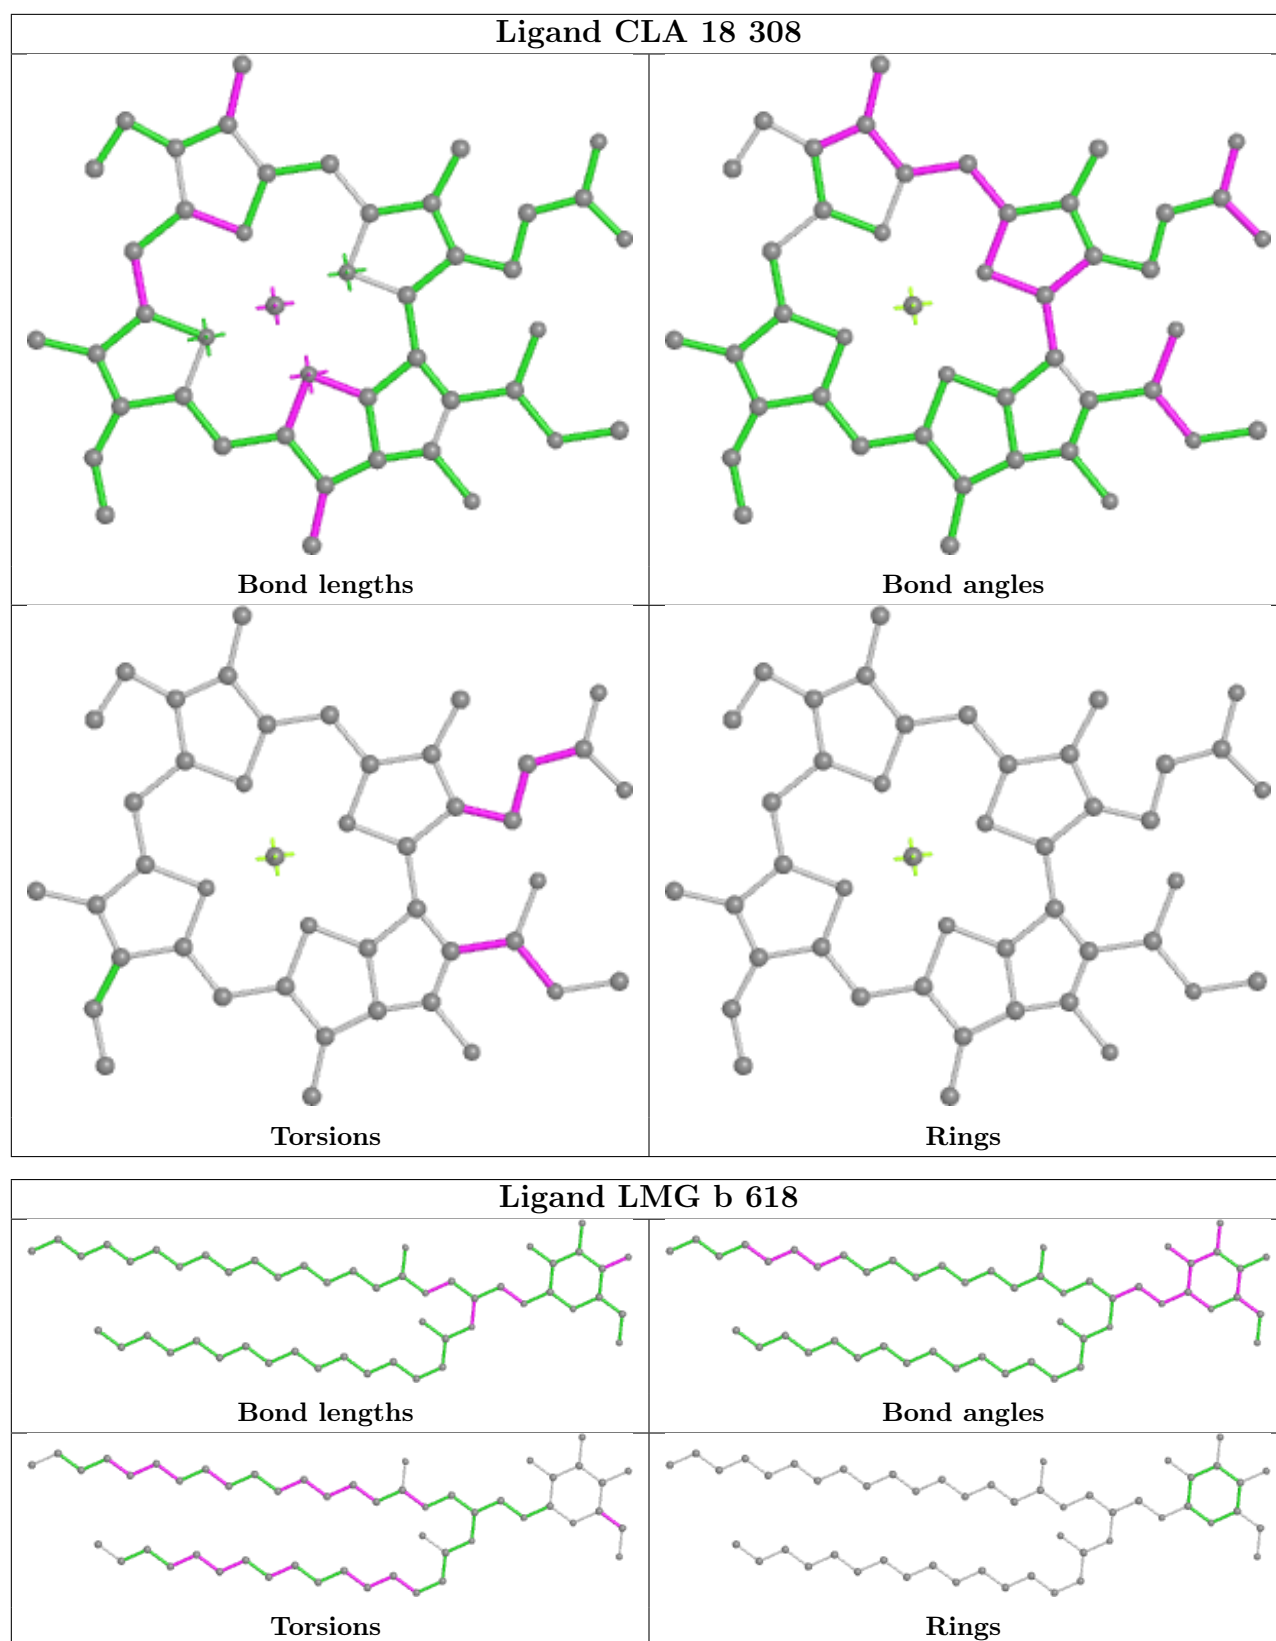 Ligand CLA 18 308
Bond lengths
Bond angles
Torsions
Rings
Ligand LMG b 618
Bond lengths
Bond angles
Torsions
Rings